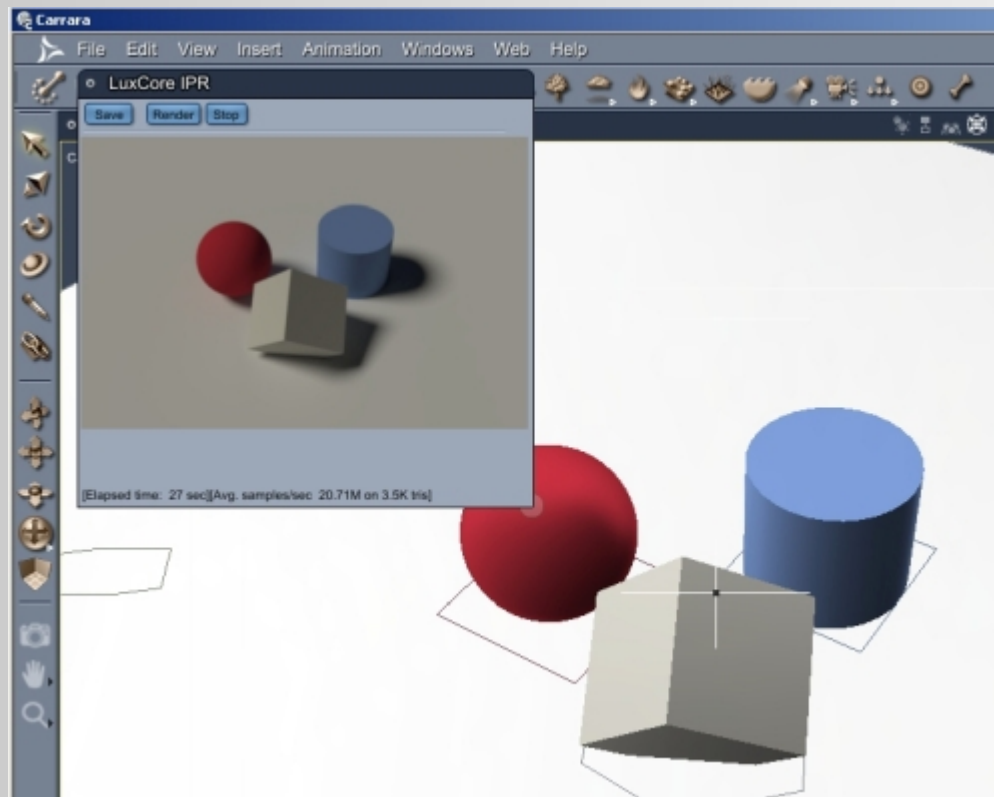 Carrara
File Edit View Insert Animation Windows Web Help
LuxCore IPR
Save Render Stop
[Elapsed time: 27 sec][Avg. samples/sec 20.71M on 3.5K tris]